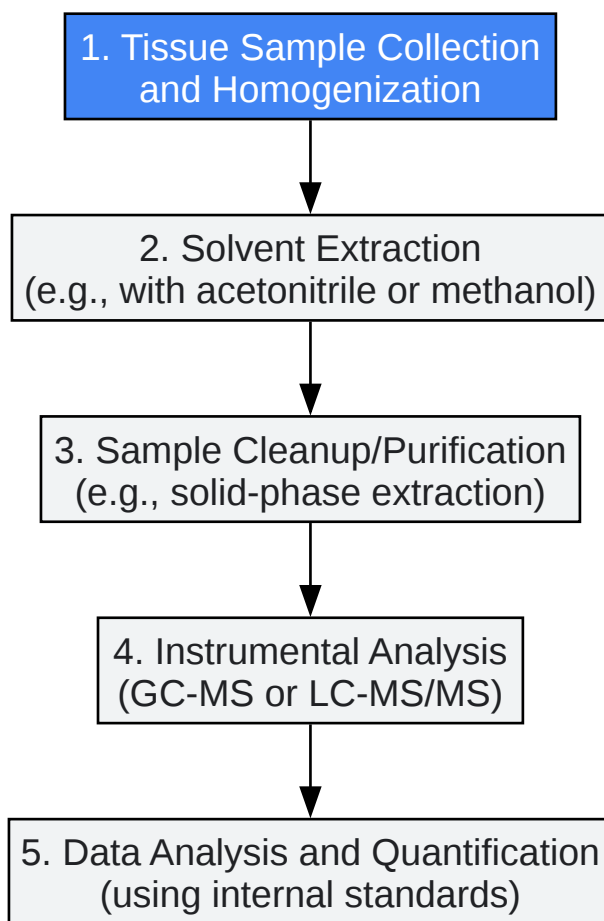 1. Tissue Sample Collection
and Homogenization
2. Solvent Extraction
(e.g., with acetonitrile or methanol)
3. Sample Cleanup/Purification
(e.g., solid-phase extraction)
4. Instrumental Analysis
(GC-MS or LC-MS/MS)
5. Data Analysis and Quantification
(using internal standards)